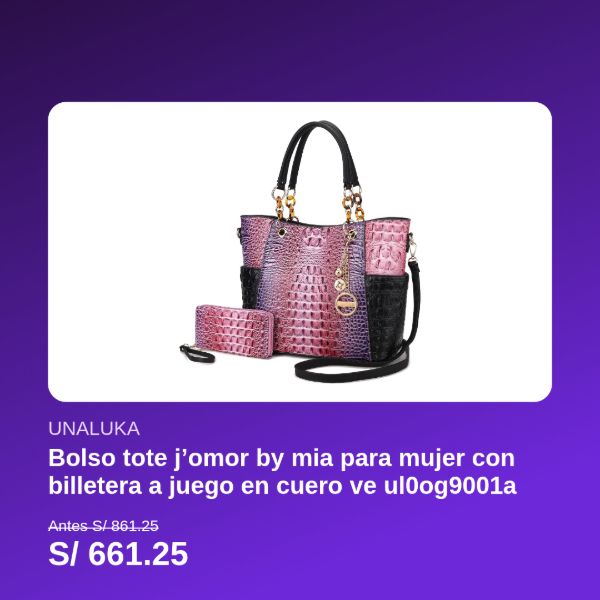 UNALUKA
Bolso tote j’omor by mia para mujer con
billetera a juego en cuero ve ul0og9001a
Antes S/ 861.25
S/ 661.25